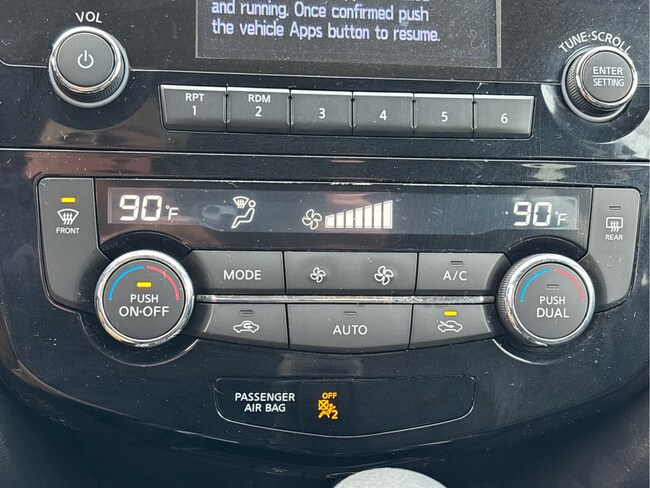 and running. Once confirmed push
the vehicle Apps button to resume.
VOL
TUNE·SCROLL
ENTER
SETTING
RPT
1
RDM
2
3
4
5
6
90°F
90°F
FRONT
REAR
MODE
A/C
PUSH
ON·OFF
AUTO
PUSH
DUAL
PASSENGER
AIR BAG
OFF
2